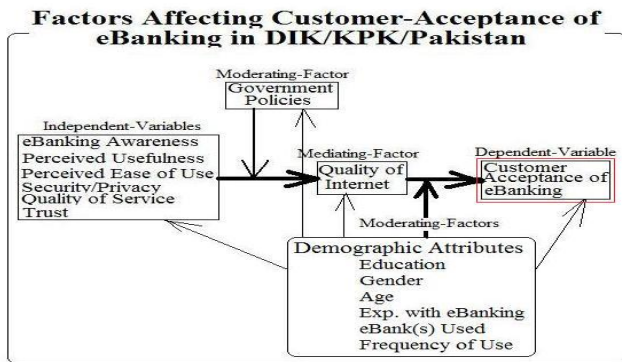 Factors Affecting Customer-Acceptance of
eBanking in DIK/KPK/Pakistan
Moderating-Factor
Government
Policies
Independent-Variables
eBanking Awareness
Perceived Usefulness
Perceived Ease of Use
Security/Privacy
Quality of Service
Trust
Mediating-Factor
Quality of
Internet
Dependent-Variable
Customer
Acceptance of
eBanking
Moderating-Factors
Demographic Attributes
Education
Gender
Age
Exp. with eBanking
eBank(s) Used
Frequency of Use